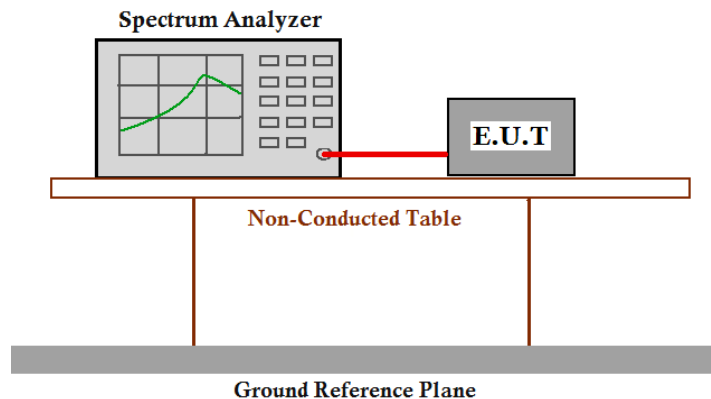 Spectrum Analyzer
E.U.T
Non-Conducted Table
Ground Reference Plane